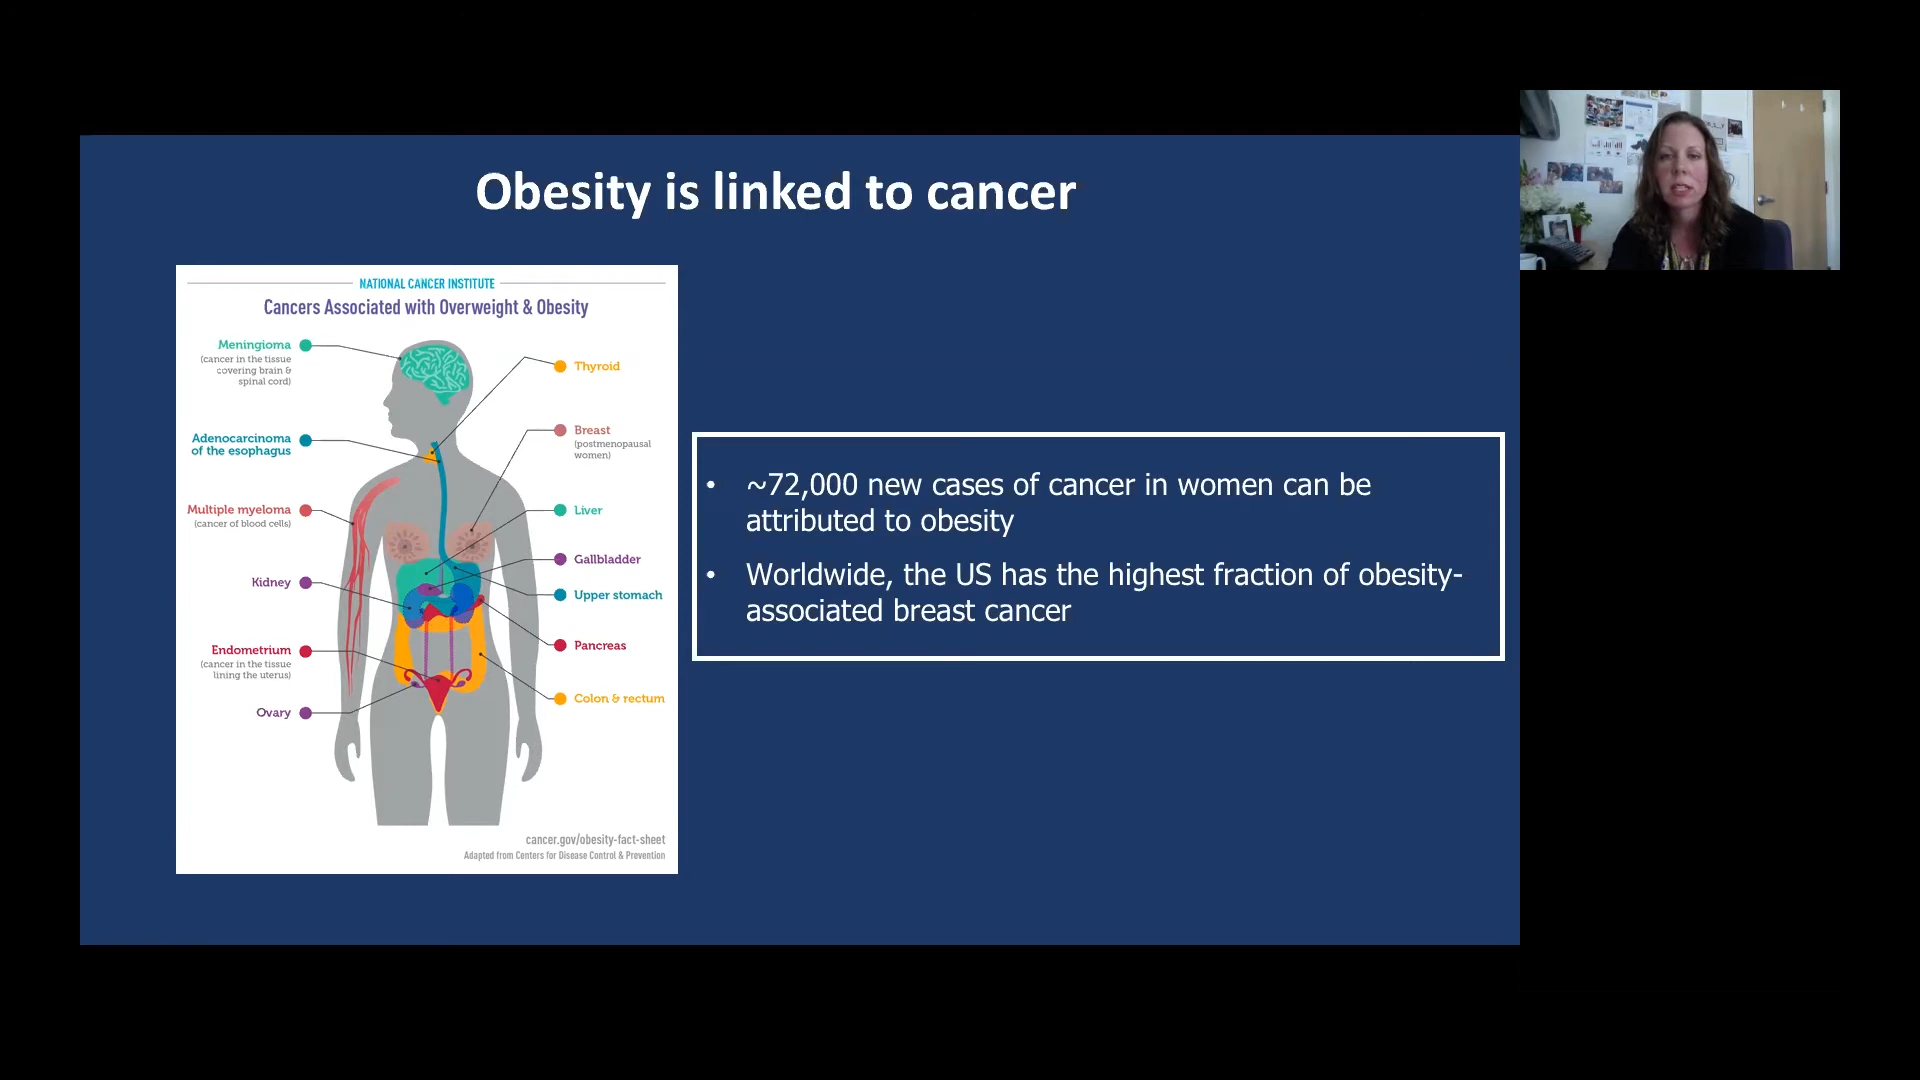 Obesity is linked to cancer
NATIONAL CANCER INSTITUTE
Cancers Associated with Overweight & Obesity
Meningioma
(cancer in the tissue
covering brain &
spinal cord)
Adenocarcinoma
of the esophagus
Multiple myeloma
(cancer of blood cells)
Kidney
Endometrium
(cancer in the tissue
lining the uterus)
Ovary
Thyroid
Breast
(postmenopausal
women)
Liver
Gallbladder
Upper stomach
Pancreas
Colon & rectum
cancer.gov/obesity-fact-sheet
Adapted from Centers for Disease Control & Prevention
• ~72,000 new cases of cancer in women can be
attributed to obesity
• Worldwide, the US has the highest fraction of obesity-
associated breast cancer